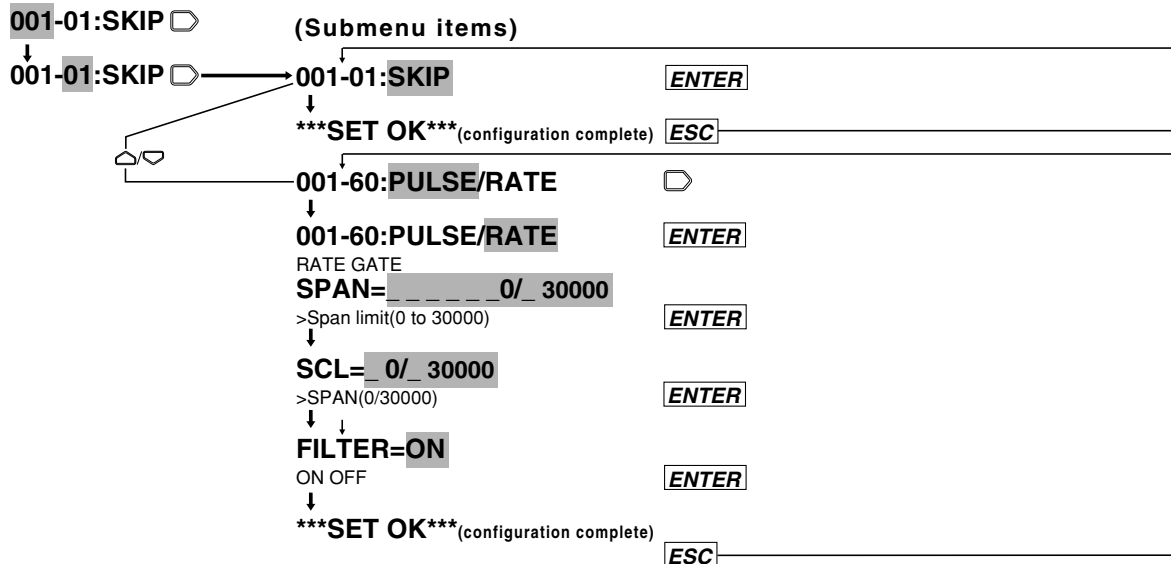 001-01:SKIP
(Submenu items)
001-01:SKIP
001-01:SKIP ENTER
***SET OK***(configuration complete) ESC
/
001-60:PULSE/RATE
001-60:PULSE/RATE ENTER
RATE GATE
SPAN=_ _ _ _ _ _0/_ 30000
>Span limit(0 to 30000) ENTER
SCL=_ 0/_ 30000
>SPAN(0/30000) ENTER
FILTER=ON
ON OFF ENTER
***SET OK***(configuration complete)
ESC